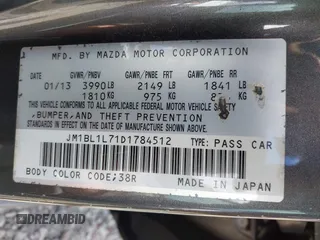 MFD. BY MAZDA MOTOR CORPORATION
GVWR/PNBV GAWR/PNBE FRT GAWR/PNBE RR
01/13 3990LB 2149 LB 1841 LB
1810KG 975 KG KG
THIS VEHICLE CONFORMS TO ALL APPLICABLE FEDERAL MOTOR VEHICLE SAFETY
BUMPER, AND THEFT PREVENTION
STANDARDS IN EFFECT ON THE DATE OF MANUFACTURE SHOWN ABOVE.
JM1BL1L71D1784512 TYPE: PASS CAR
BODY COLOR CODE;38R MADE IN JAPAN
DREAMBID